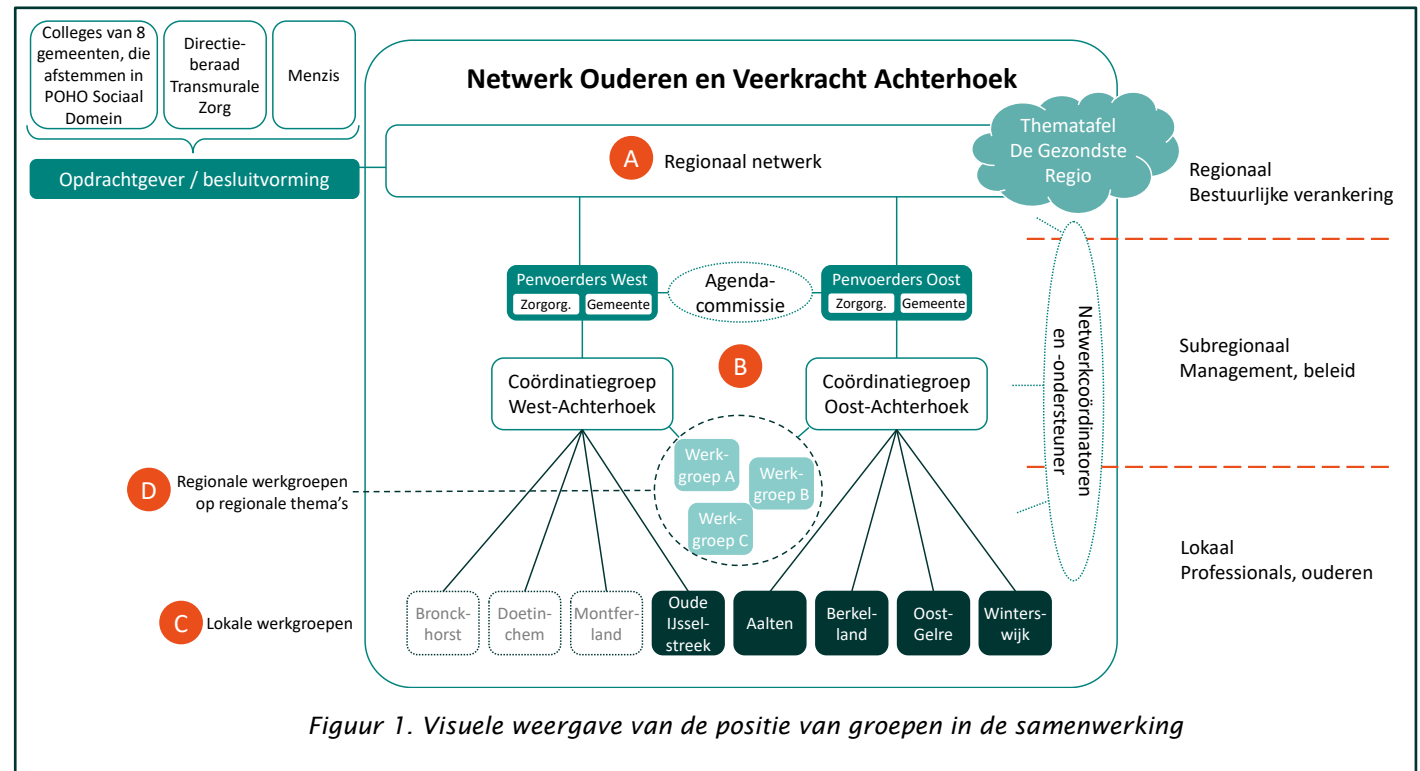 Colleges van 8
gemeenten, die
afstemmen in
POHO Sociaal
Domein
Directie-
beraad
Transmurale
Zorg
Menzis
Opdrachtgever / besluitvorming
Netwerk Ouderen en Veerkracht Achterhoek
A
Regionaal netwerk
Thematafel
De Gezondste
Regio
Regionaal
Bestuurlijke verankering
Penvoerders West
Zorgorg.
Gemeente
Agenda-
commissie
Penvoerders Oost
Zorgorg.
Gemeente
Netwerkcoördinatoren
en -ondersteuner
B
Subregionaal
Management, beleid
Coördinatiegroep
West-Achterhoek
Coördinatiegroep
Oost-Achterhoek
Werk-
groep A
Werk-
groep B
Werk-
groep C
D
Regionale werkgroepen
op regionale thema's
Lokaal
Professionals, ouderen
C
Lokale werkgroepen
Bronck-
horst
Doetin-
chem
Montfer-
land
Oude
IJssel-
streek
Aalten
Berkel-
land
Oost-
Gelre
Winters-
wijk
Figuur 1. Visuele weergave van de positie van groepen in de samenwerking